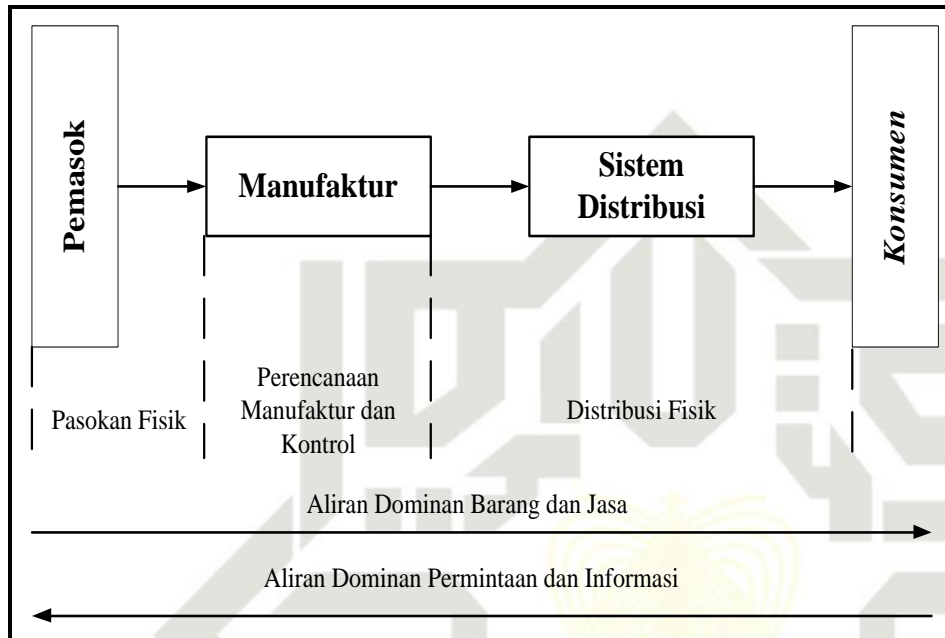 Pemasok
Manufaktur
Sistem
Distribusi
Konsumen
Pasokan Fisik
Perencanaan
Manufaktur dan
Kontrol
Distribusi Fisik
Aliran Dominan Barang dan Jasa
Aliran Dominan Permintaan dan Informasi